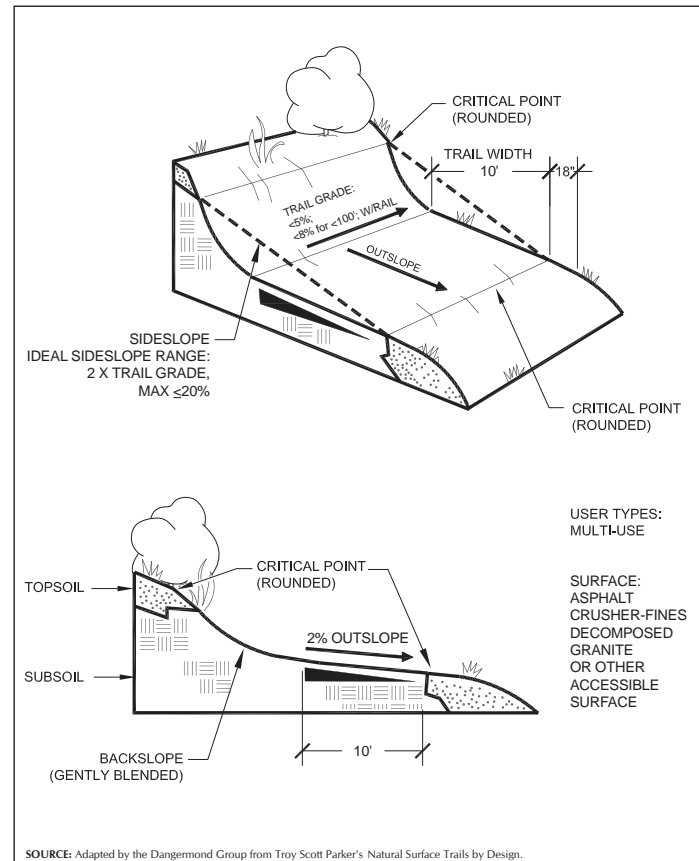 CRITICAL POINT
(ROUNDED)
TRAIL WIDTH
10'
18"
TRAIL GRADE:
<5%;
<8% for <100'; W/RAIL
OUTSLOPE
SIDESLOPE
IDEAL SIDESLOPE RANGE:
2 X TRAIL GRADE,
MAX ≤20%
CRITICAL POINT
(ROUNDED)
USER TYPES:
MULTI-USE
CRITICAL POINT
(ROUNDED)
TOPSOIL
2% OUTSLOPE
SURFACE:
ASPHALT
CRUSHER-FINES
DECOMPOSED
GRANITE
OR OTHER
ACCESSIBLE
SURFACE
SUBSOIL
BACKSLOPE
(GENTLY BLENDED)
10'
SOURCE: Adapted by the Dangermond Group from Troy Scott Parker's Natural Surface Trails by Design.